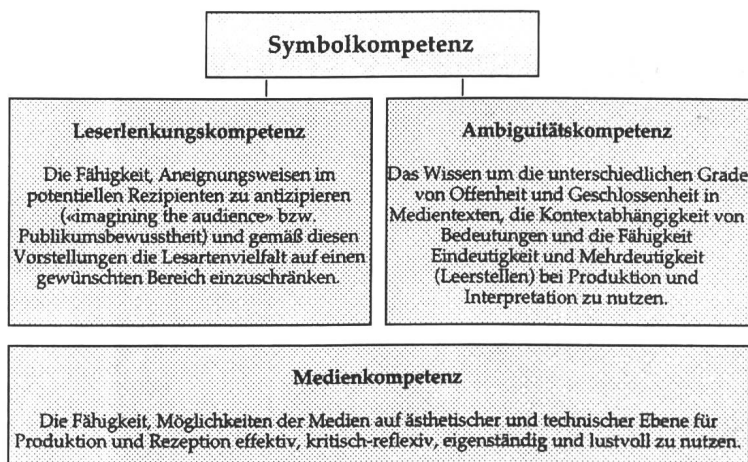 Symbolkompetenz
Leserlenkungskompetenz
Die Fähigkeit, Aneignungsweisen im
potentiellen Rezipienten zu antizipieren
(«imagining the audience» bzw.
Publikumsbewusstheit) und gemäß diesen
Vorstellungen die Lesartenvielfalt auf einen
gewünschten Bereich einzuschränken.
Ambiguitätskompetenz
Das Wissen um die unterschiedlichen Grade
von Offenheit und Geschlossenheit in
Medientexten, die Kontextabhängigkeit von
Bedeutungen und die Fähigkeit
Eindeutigkeit und Mehrdeutigkeit
(Leerstellen) bei Produktion und
Interpretation zu nutzen.
Medienkompetenz
Die Fähigkeit, Möglichkeiten der Medien auf ästhetischer und technischer Ebene für
Produktion und Rezeption effektiv, kritisch-reflexiv, eigenständig und lustvoll zu nutzen.